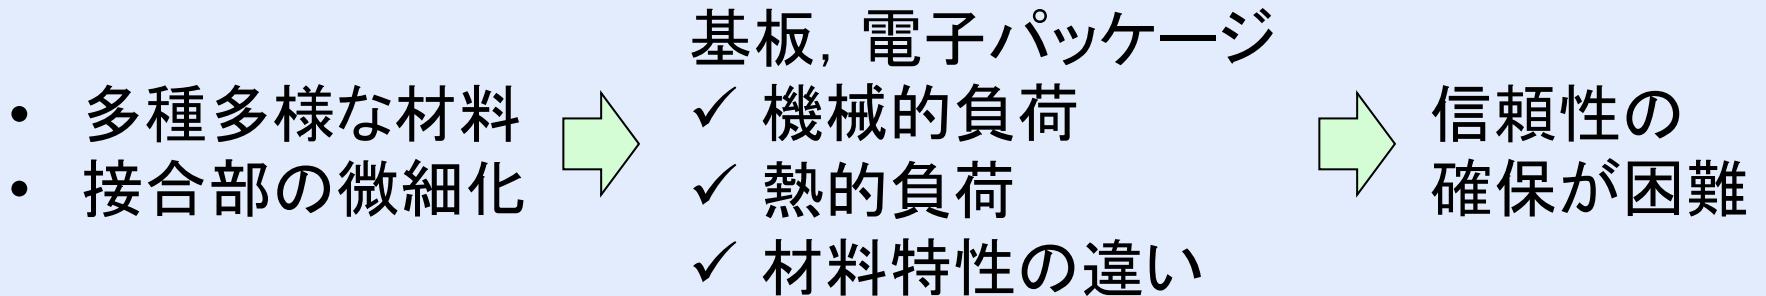 • 多種多様な材料
• 接合部の微細化
基板, 電子パッケージ
✓ 機械的負荷
✓ 熱的負荷
✓ 材料特性の違い
信頼性の
確保が困難